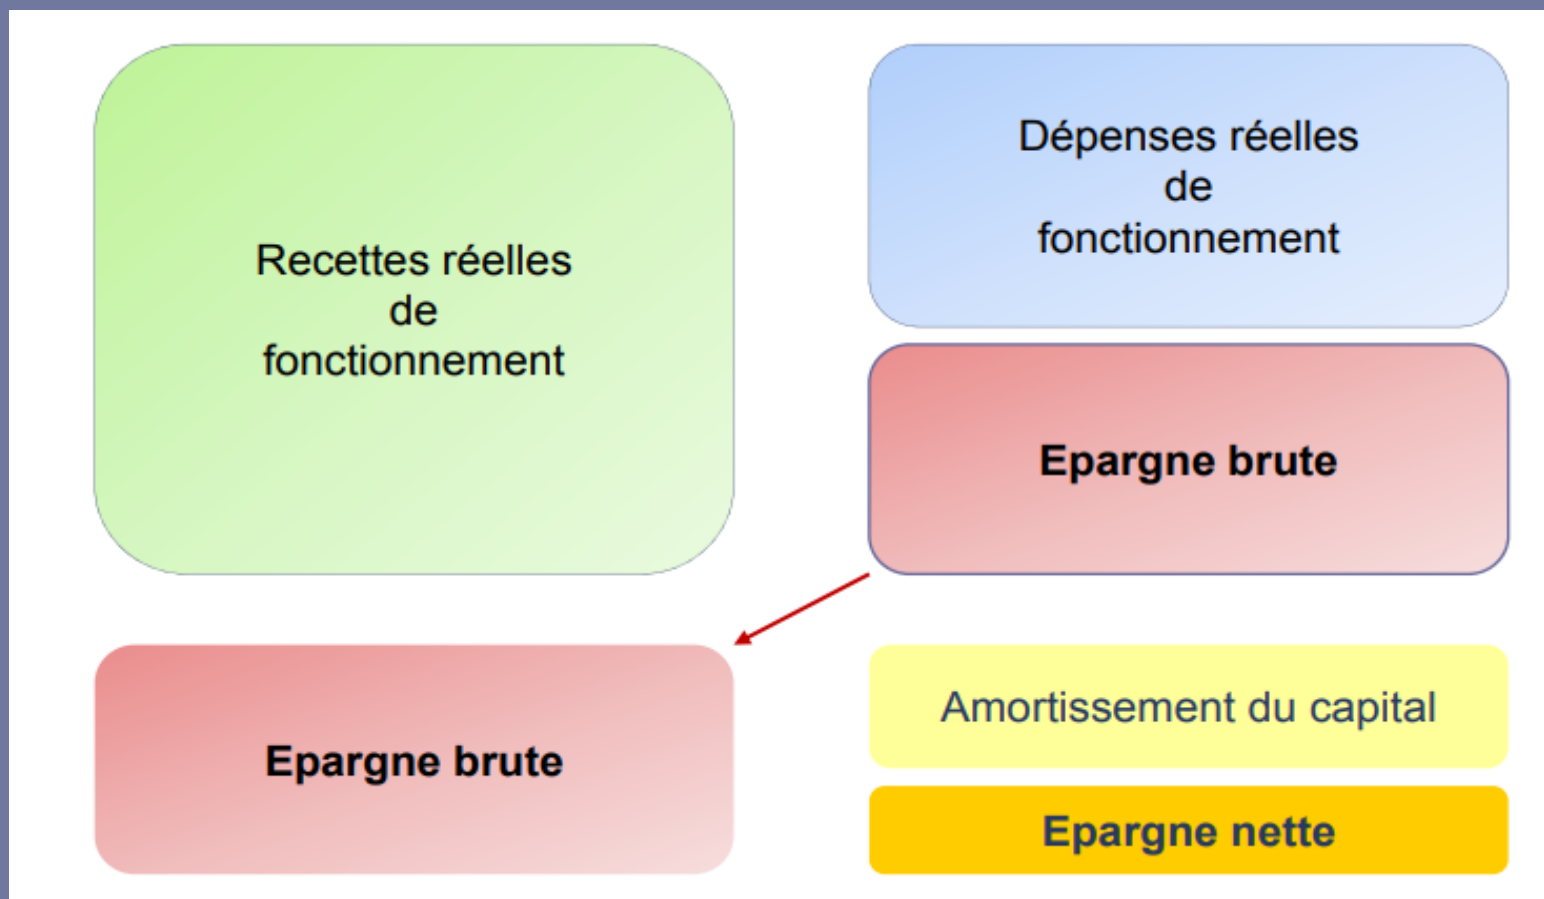 Recettes réelles
de
fonctionnement
Dépenses réelles
de
fonctionnement
Epargne brute
Epargne brute
Amortissement du capital
Epargne nette